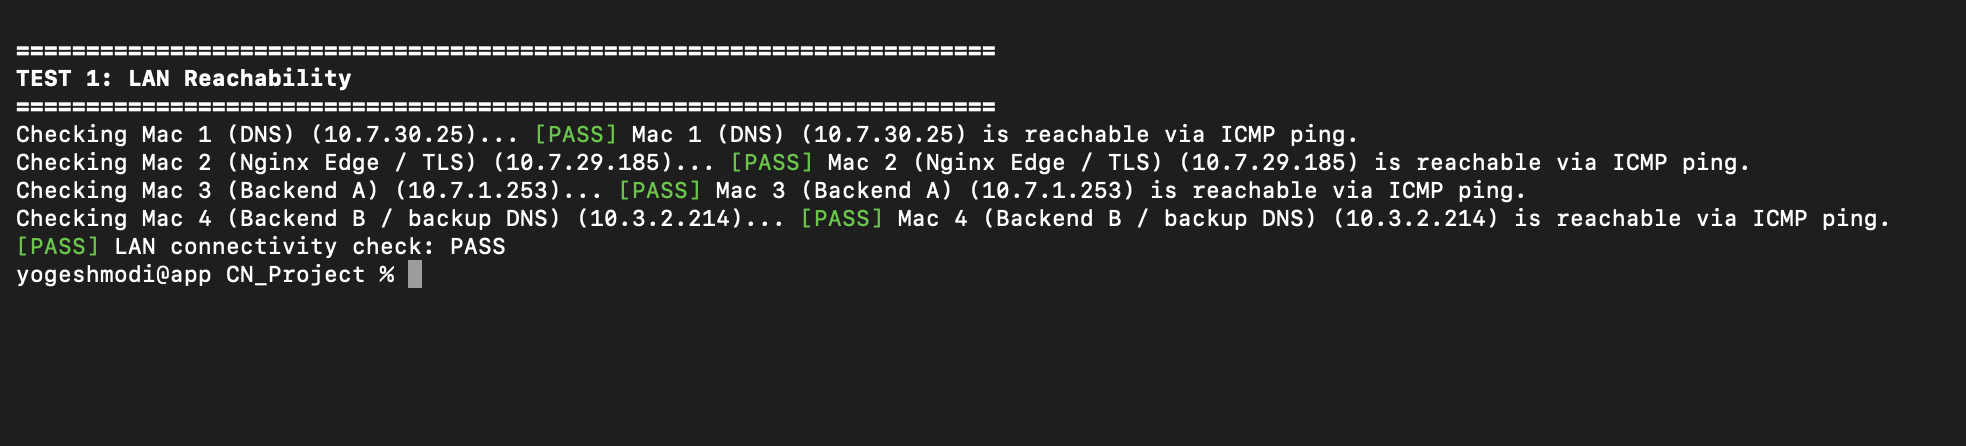 ======================================================================
TEST 1: LAN Reachability
======================================================================
Checking Mac 1 (DNS) (10.7.30.25)... [PASS] Mac 1 (DNS) (10.7.30.25) is reachable via ICMP ping.
Checking Mac 2 (Nginx Edge / TLS) (10.7.29.185)... [PASS] Mac 2 (Nginx Edge / TLS) (10.7.29.185) is reachable via ICMP ping.
Checking Mac 3 (Backend A) (10.7.1.253)... [PASS] Mac 3 (Backend A) (10.7.1.253) is reachable via ICMP ping.
Checking Mac 4 (Backend B / backup DNS) (10.3.2.214)... [PASS] Mac 4 (Backend B / backup DNS) (10.3.2.214) is reachable via ICMP ping.
[PASS] LAN connectivity check: PASS
yogeshmodi@app CN_Project %